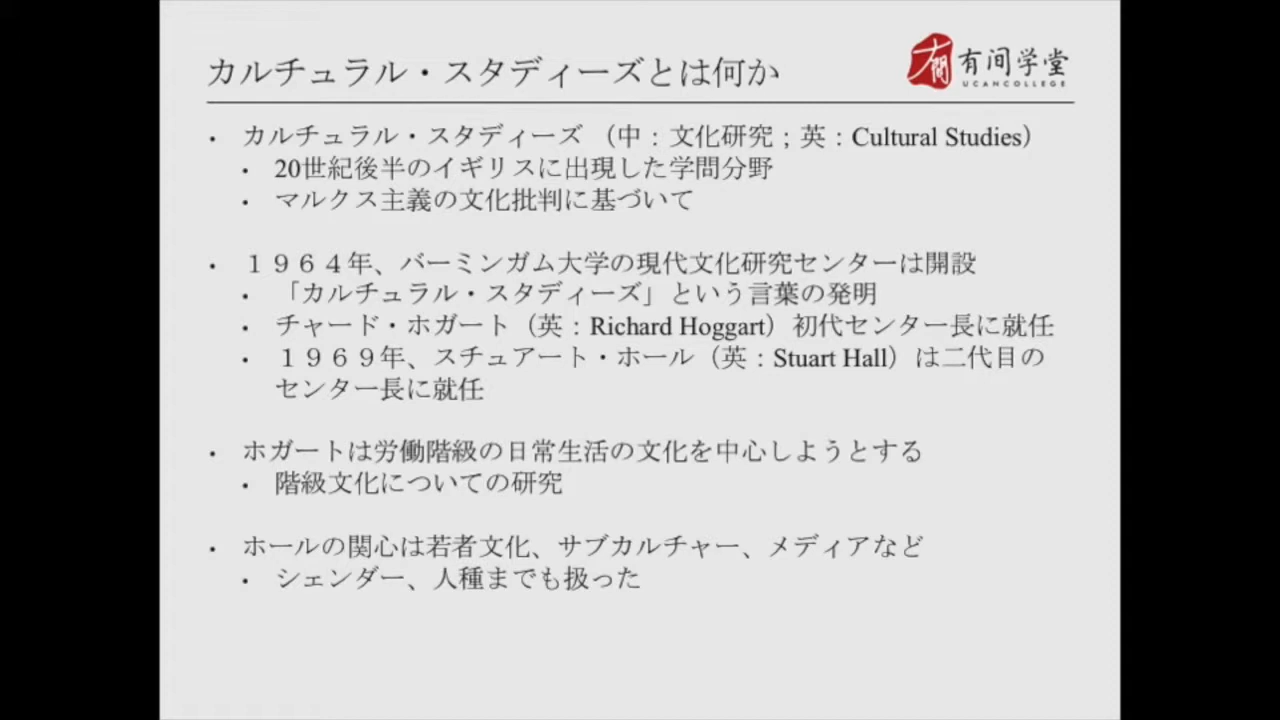 カルチュラル・スタディーズとは何か
有間
有间学堂
UCANCOLLEGE
・ カルチュラル・スタディーズ （中：文化研究；英：Cultural Studies）
・ 20世紀後半のイギリスに出現した学問分野
・ マルクス主義の文化批判に基づいて
・ １９６４年、バーミンガム大学の現代文化研究センターは開設
・ 「カルチュラル・スタディーズ」という言葉の発明
・ チャード・ホガート（英：Richard Hoggart）初代センター長に就任
・ １９６９年、スチュアート・ホール（英：Stuart Hall）は二代目の
センター長に就任
・ ホガートは労働階級の日常生活の文化を中心しようとする
・ 階級文化についての研究
・ ホールの関心は若者文化、サブカルチャー、メディアなど
・ シェンダー、人種までも扱った